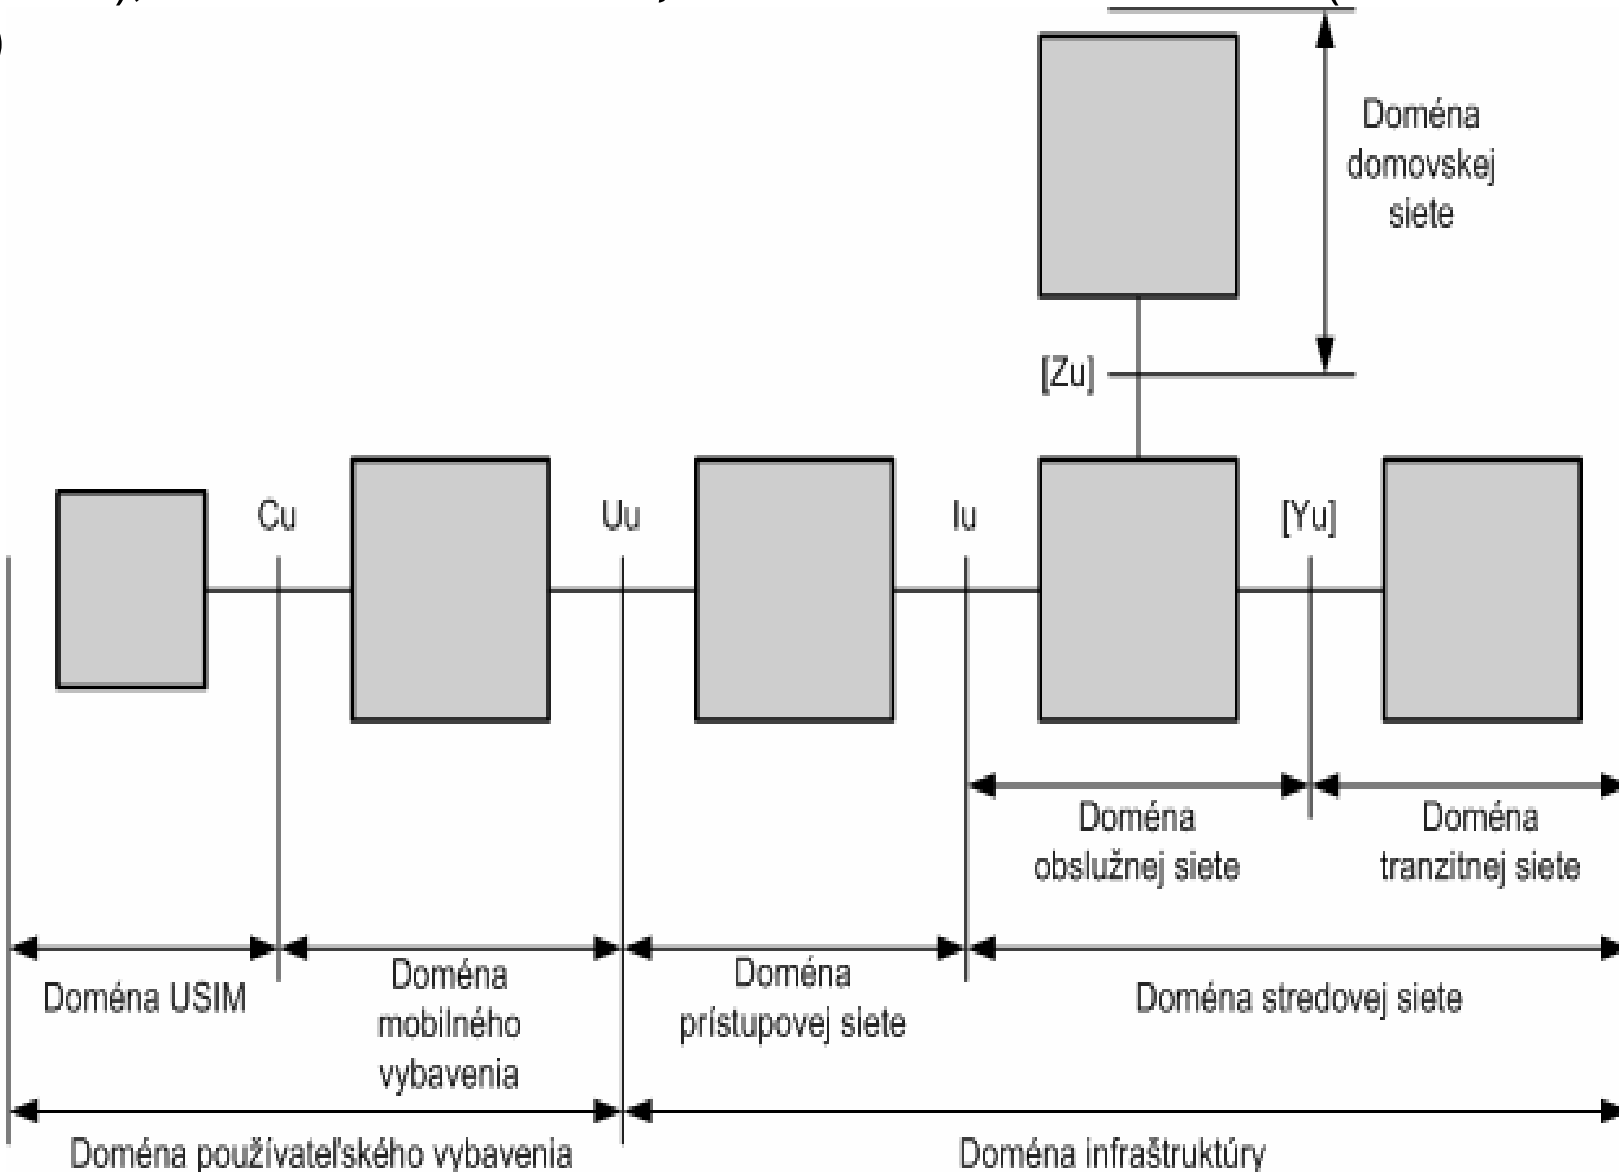 Doména
domovskej
siete
[Zu]
Cu
Uu
Iu
[Yu]
Doména
obslužnej siete
Doména
tranzitnej siete
Doména USIM
Doména
mobilného
vybavenia
Doména
prístupovej siete
Doména stredovej siete
Doména používateľského vybavenia
Doména infraštruktúry